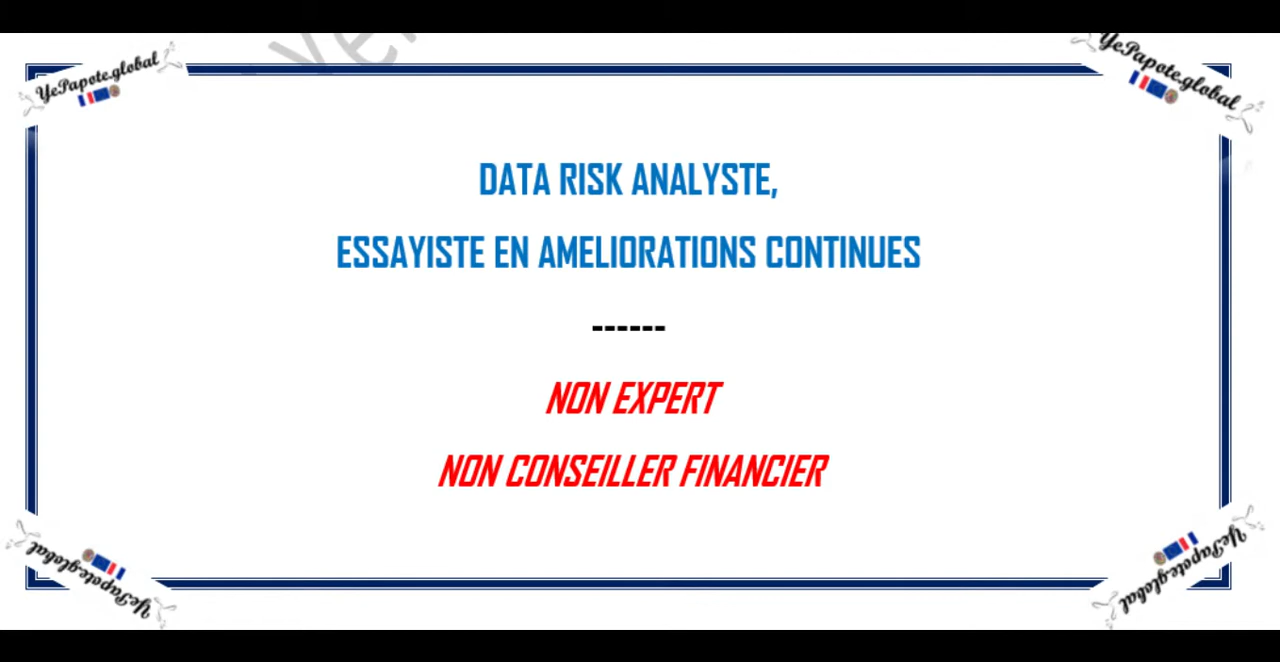 YePapote.global
YePapote.global
DATA RISK ANALYSTE,
ESSAYISTE EN AMELIORATIONS CONTINUES
------
NON EXPERT
NON CONSEILLER FINANCIER
YePapote.global
YePapote.global